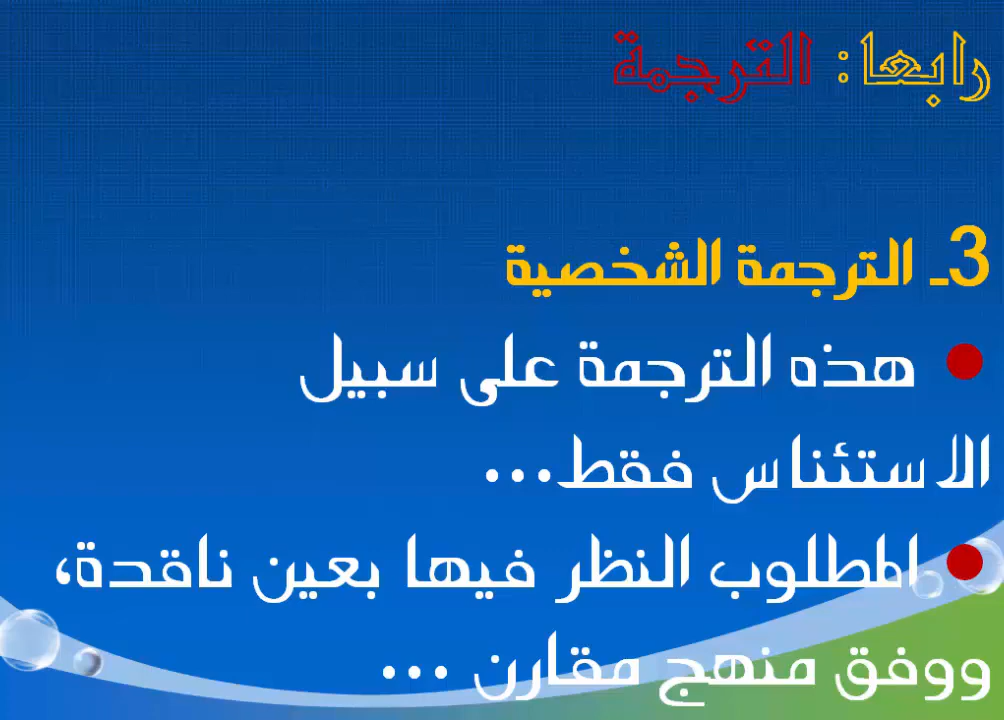 رابعا: الترجمة
3ـ الترجمة الشخصية
• هذه الترجمة على سبيل
الاستئناس فقط...
• المطلوب النظر فيها بعين ناقدة،
ووفق منهج مقارن ...